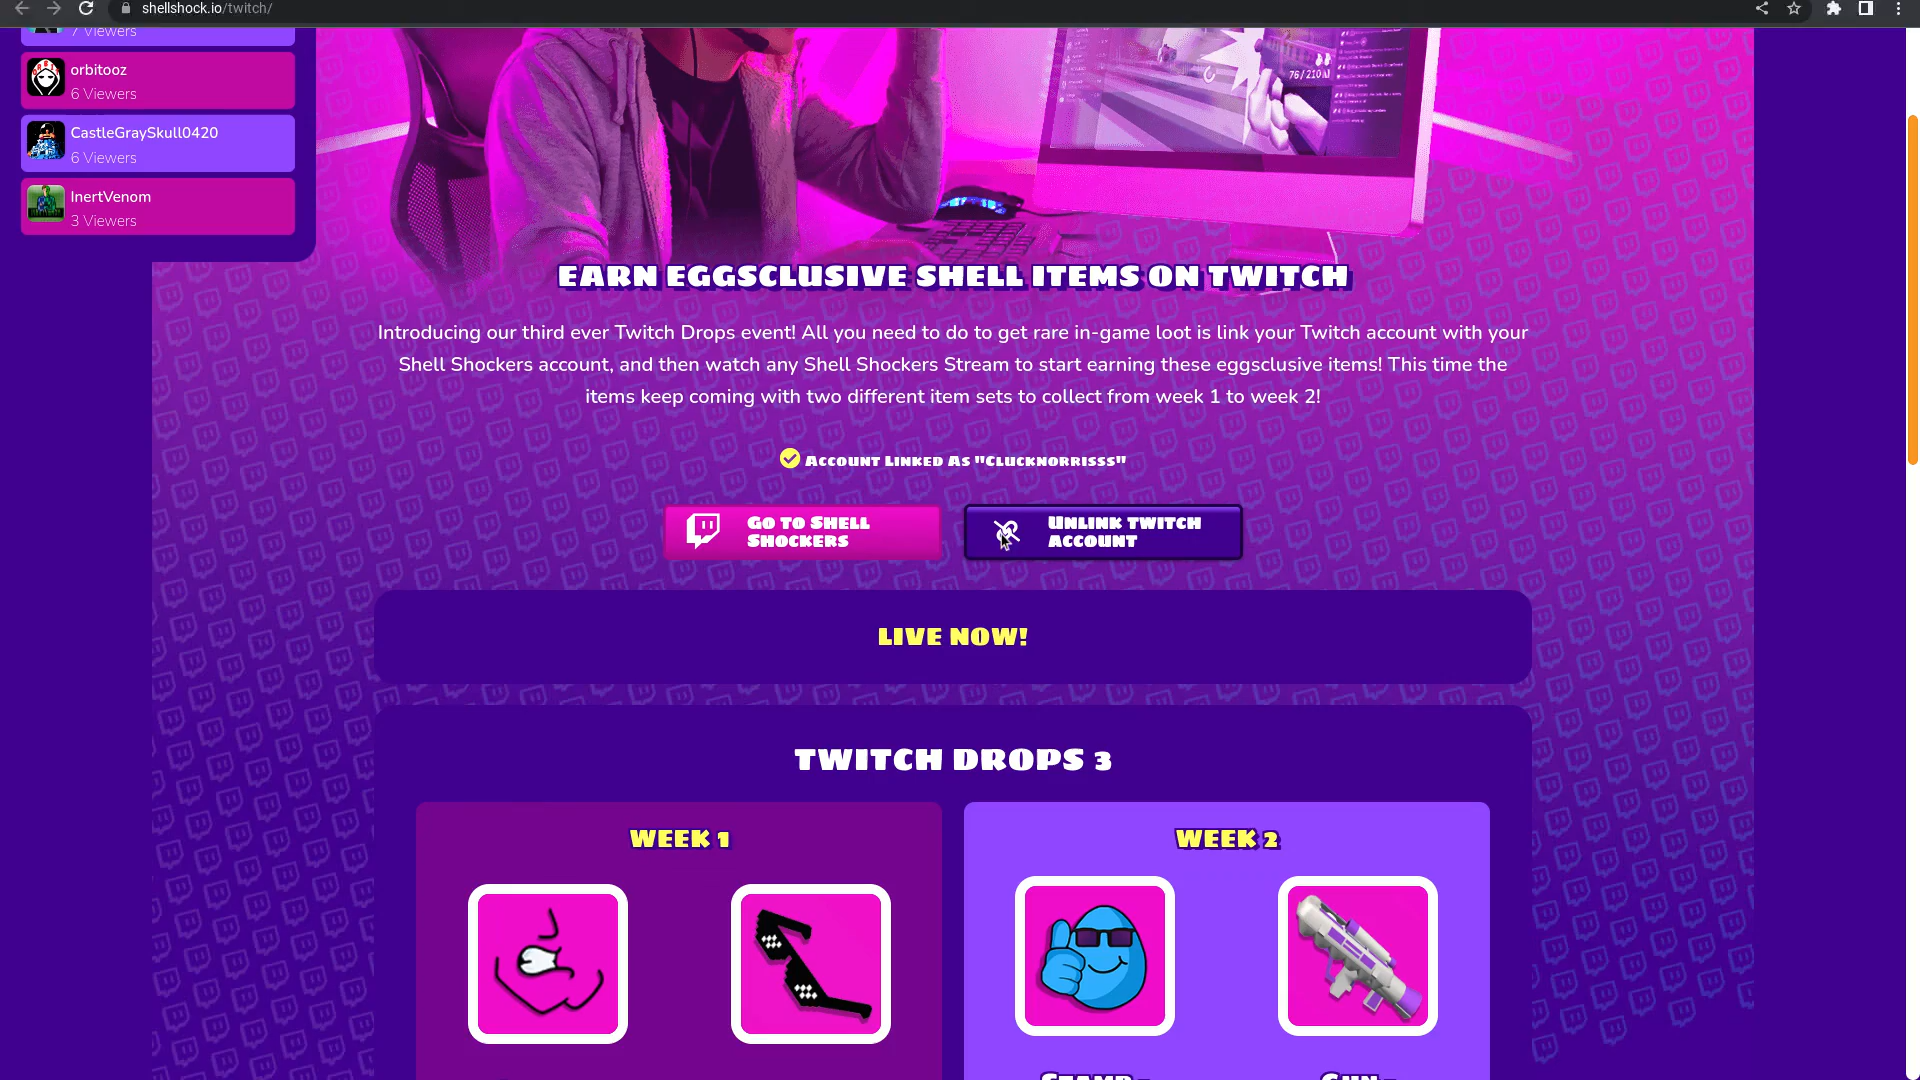 shellshock.io/twitch/
7 Viewers
orbitooz
6 Viewers
CastleGraySkull0420
6 Viewers
InertVenom
3 Viewers
76/210
EARN EGGSCLUSIVE SHELL ITEMS ON TWITCH
Introducing our third ever Twitch Drops event! All you need to do to get rare in-game loot is link your Twitch account with your
Shell Shockers account, and then watch any Shell Shockers Stream to start earning these eggsclusive items! This time the
items keep coming with two different item sets to collect from week 1 to week 2!
Account Linked As "Clucknorrisss"
Go to Shell
Shockers
Unlink twitch
account
LIVE NOW!
TWITCH DROPS 3
WEEK 1
WEEK 2